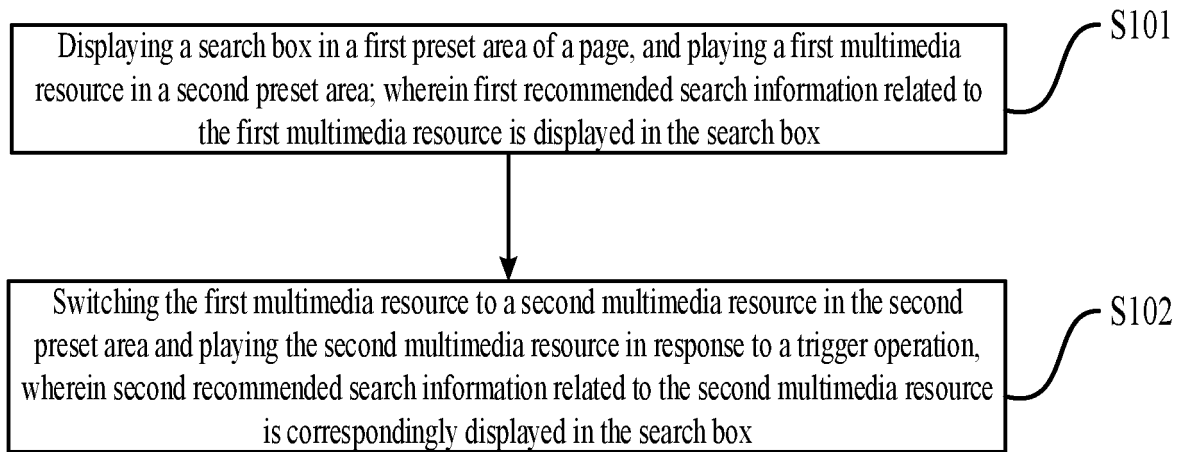 Displaying a search box in a first preset area of a page, and playing a first multimedia
resource in a second preset area; wherein first recommended search information related to
the first multimedia resource is displayed in the search box
S101
Switching the first multimedia resource to a second multimedia resource in the second
preset area and playing the second multimedia resource in response to a trigger operation,
wherein second recommended search information related to the second multimedia resource
is correspondingly displayed in the search box
S102